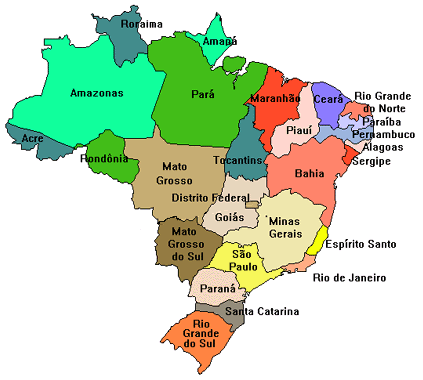 Roraima
Amapá
Amazonas
Pará
Maranhão
Ceará
Rio Grande
do Norte
Paraíba
Piauí
Pernambuco
Acre
Alagoas
Rondônia
Tocantins
Sergipe
Mato
Grosso
Bahia
Distrito Federal
Goiás
Minas
Gerais
Mato
Grosso
do Sul
Espírito Santo
São
Paulo
Rio de Janeiro
Paraná
Santa Catarina
Rio
Grande
do Sul